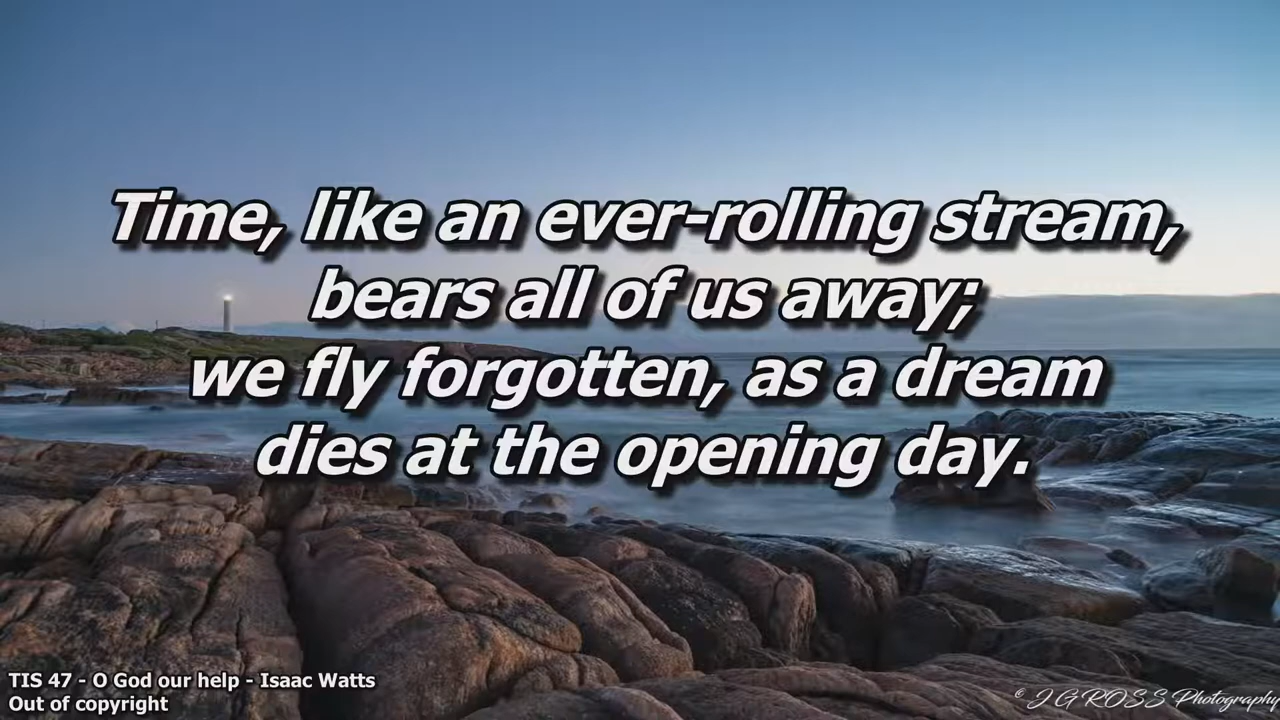 Time, like an ever-rolling stream,
bears all of us away;
we fly forgotten, as a dream
dies at the opening day.
TIS 47 - O God our help - Isaac Watts
Out of copyright
© J G ROSS Photography